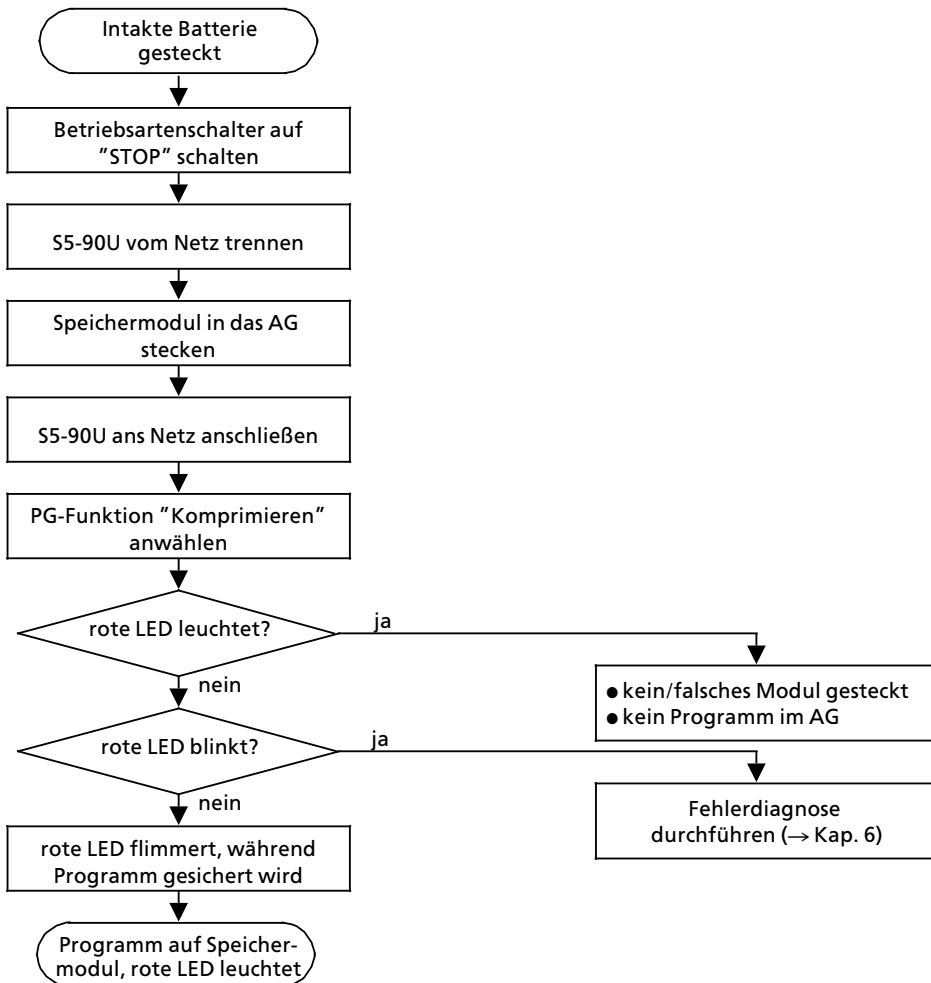 Intakte Batterie
gesteckt
Betriebsartenschalter auf
"STOP" schalten
S5-90U vom Netz trennen
Speichermodul in das AG
stecken
S5-90U ans Netz anschließen
PG-Funktion "Komprimieren"
anwählen
rote LED leuchtet?
ja
nein
● kein/falsches Modul gesteckt
● kein Programm im AG
rote LED blinkt?
ja
nein
Fehlerdiagnose
durchführen (→ Kap. 6)
rote LED flimmert, während
Programm gesichert wird
Programm auf Speicher-
modul, rote LED leuchtet